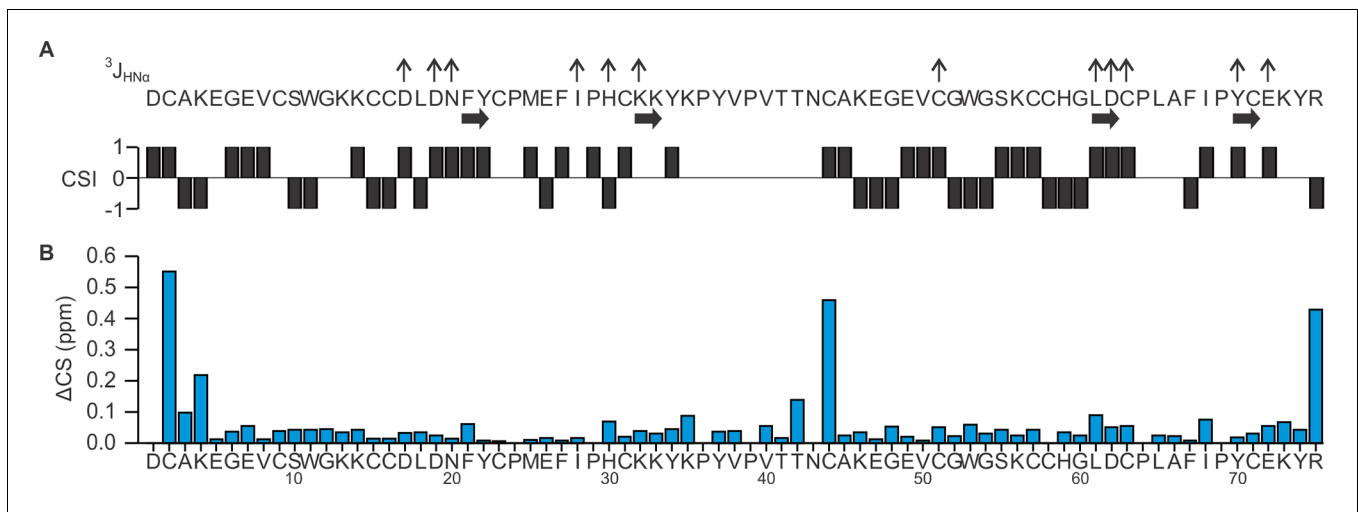 A
³J_HNα
DCAKEGEVCSWGKKCCDLDNFYCPMEFIPHCKKYKPYVPVTTNCAKEGEVCGWGSKCCHGLDCPLAFIPYCEKYR
CSI
1
0
-1
B
ΔCS (ppm)
0.6
0.5
0.4
0.3
0.2
0.1
0.0
DCAKEGEVCSWGKKCCDLDNFYCPMEFIPHCKKYKPYVPVTTNCAKEGEVCGWGSKCCHGLDCPLAFIPYCEKYR
10 20 30 40 50 60 70